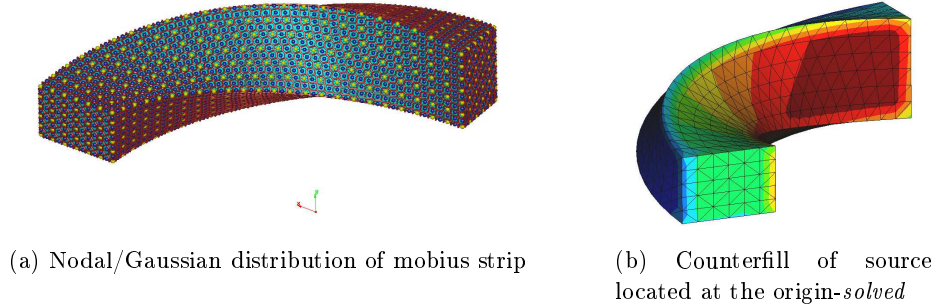 (a) Nodal/Gaussian distribution of mobius strip
(b) Counterfill of source
located at the origin-solved